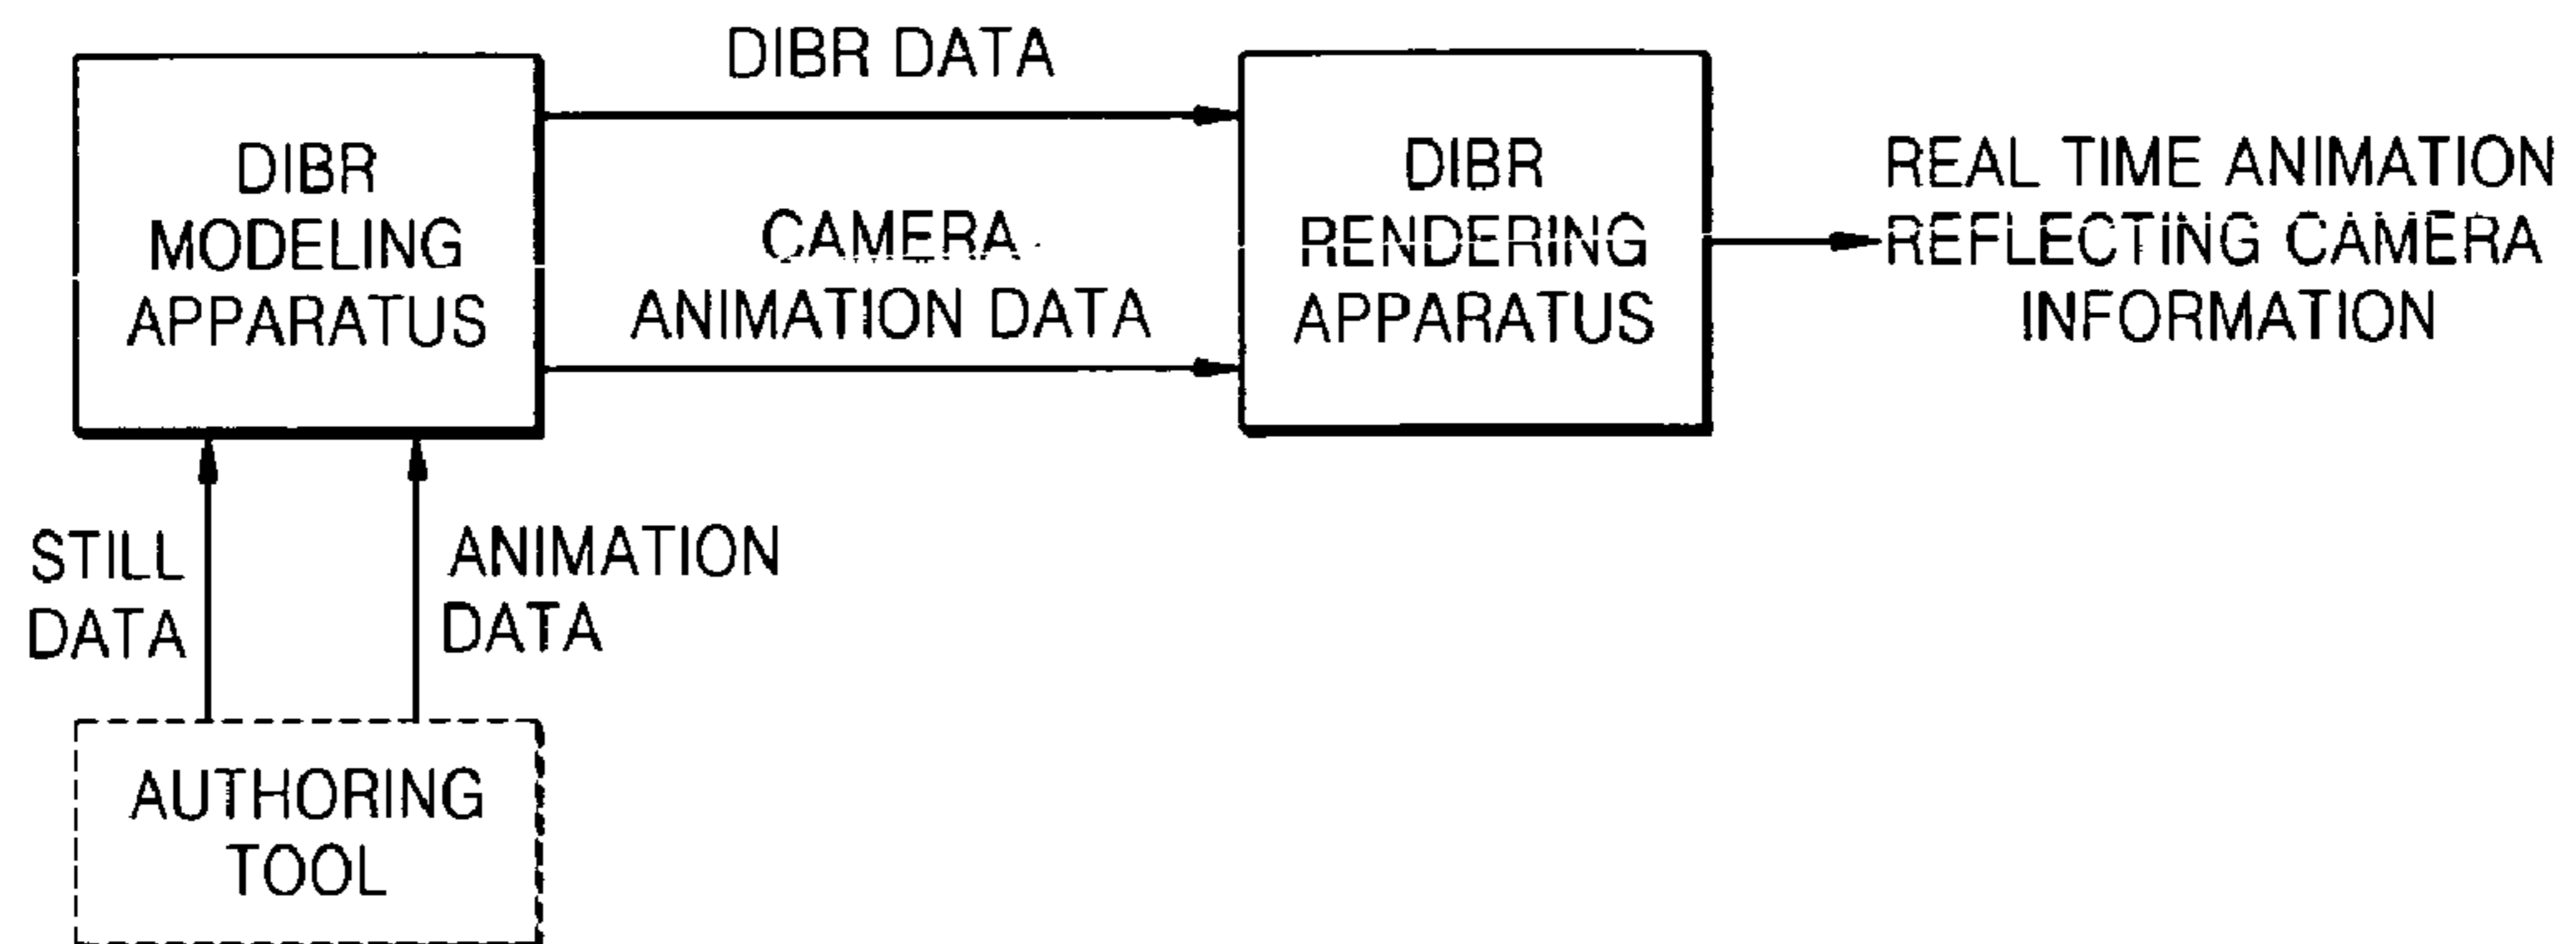 DIBR DATA
DIBR
MODELING
APPARATUS
CAMERA
ANIMATION DATA
DIBR
RENDERING
APPARATUS
REAL TIME ANIMATION
REFLECTING CAMERA
INFORMATION
STILL
DATA
ANIMATION
DATA
AUTHORING
TOOL